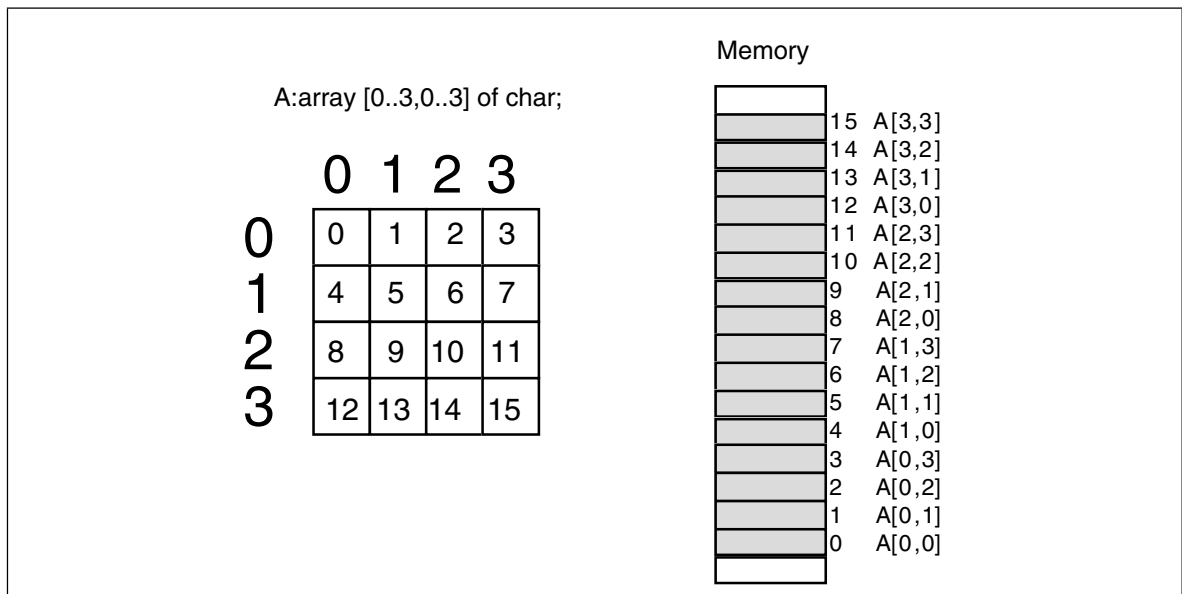 A:array [0..3,0..3] of char;
0 1 2 3
0 0 1 2 3
1 4 5 6 7
2 8 9 10 11
3 12 13 14 15
Memory
15 A[3,3]
14 A[3,2]
13 A[3,1]
12 A[3,0]
11 A[2,3]
10 A[2,2]
9 A[2,1]
8 A[2,0]
7 A[1,3]
6 A[1,2]
5 A[1,1]
4 A[1,0]
3 A[0,3]
2 A[0,2]
1 A[0,1]
0 A[0,0]